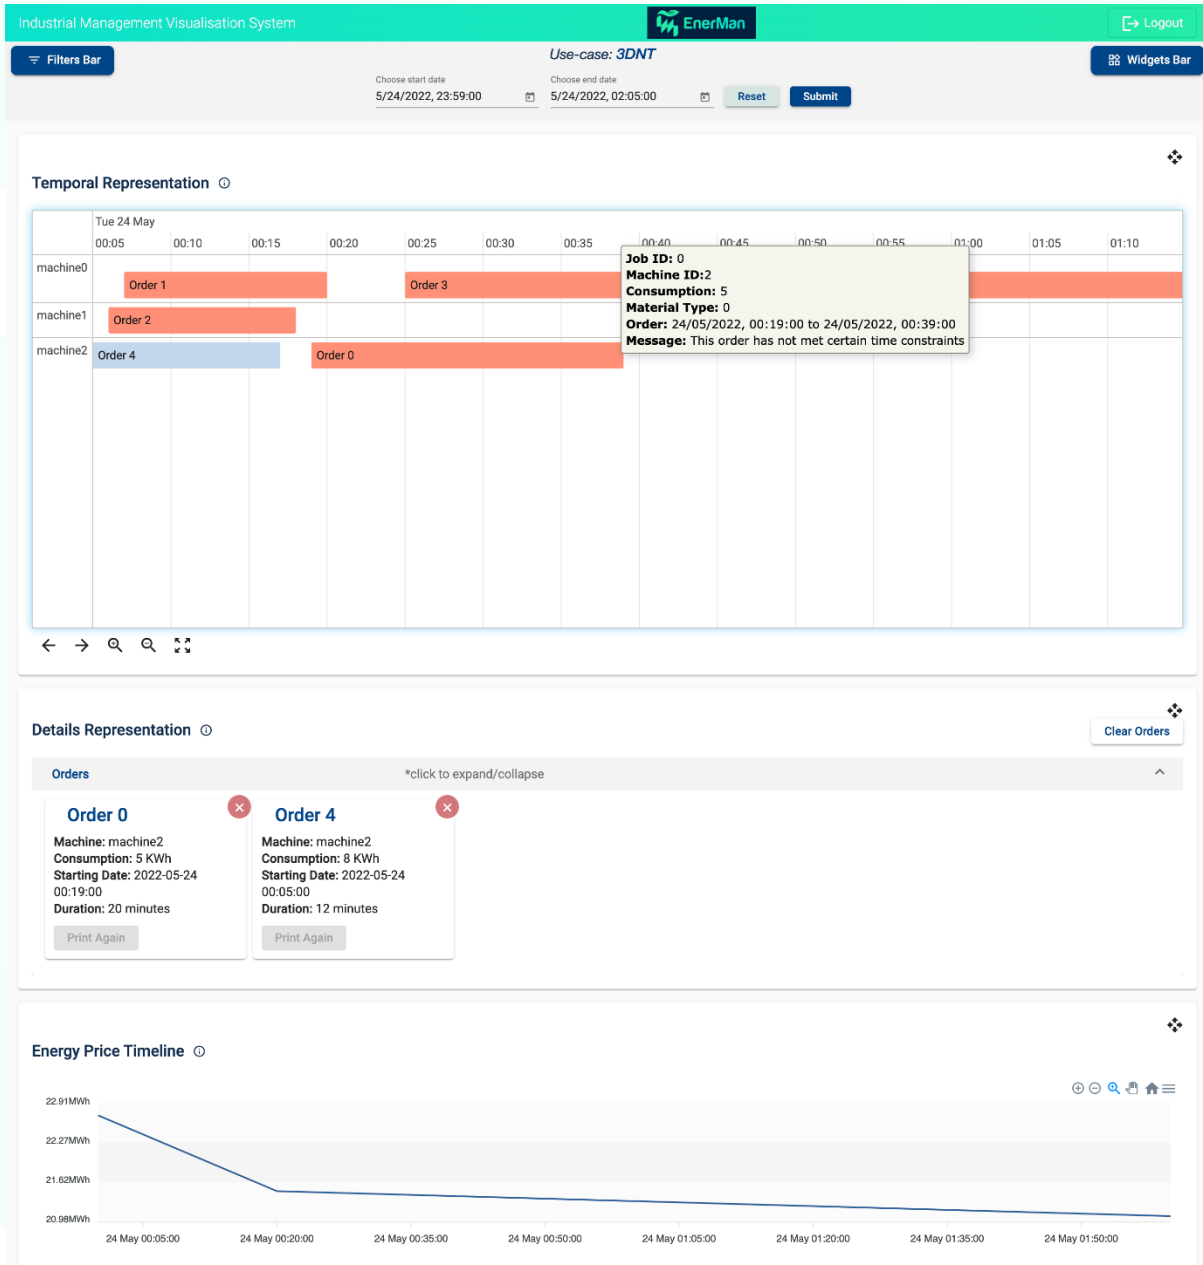 Industrial Management Visualisation System
EnerMan
Logout
Filters Bar
Use-case: 3DNT
Widgets Bar
Choose start date
Choose end date
5/24/2022, 23:59:00
5/24/2022, 02:05:00
Reset
Submit
Temporal Representation
Tue 24 May
00:05 00:10 00:15 00:20 00:25 00:30 00:35 00:40 00:45 00:50 00:55 01:00 01:05 01:10
machine0
Order 1
Order 3
machine1
Order 2
machine2
Order 4
Order 0
Job ID: 0
Machine ID:2
Consumption: 5
Material Type: 0
Order: 24/05/2022, 00:19:00 to 24/05/2022, 00:39:00
Message: This order has not met certain time constraints
Details Representation
Clear Orders
Orders
*click to expand/collapse
Order 0
Machine: machine2
Consumption: 5 KWh
Starting Date: 2022-05-24
00:19:00
Duration: 20 minutes
Print Again
Order 4
Machine: machine2
Consumption: 8 KWh
Starting Date: 2022-05-24
00:05:00
Duration: 12 minutes
Print Again
Energy Price Timeline
22.91MWh
22.27MWh
21.62MWh
20.98MWh
24 May 00:05:00 24 May 00:20:00 24 May 00:35:00 24 May 00:50:00 24 May 01:05:00 24 May 01:20:00 24 May 01:35:00 24 May 01:50:00